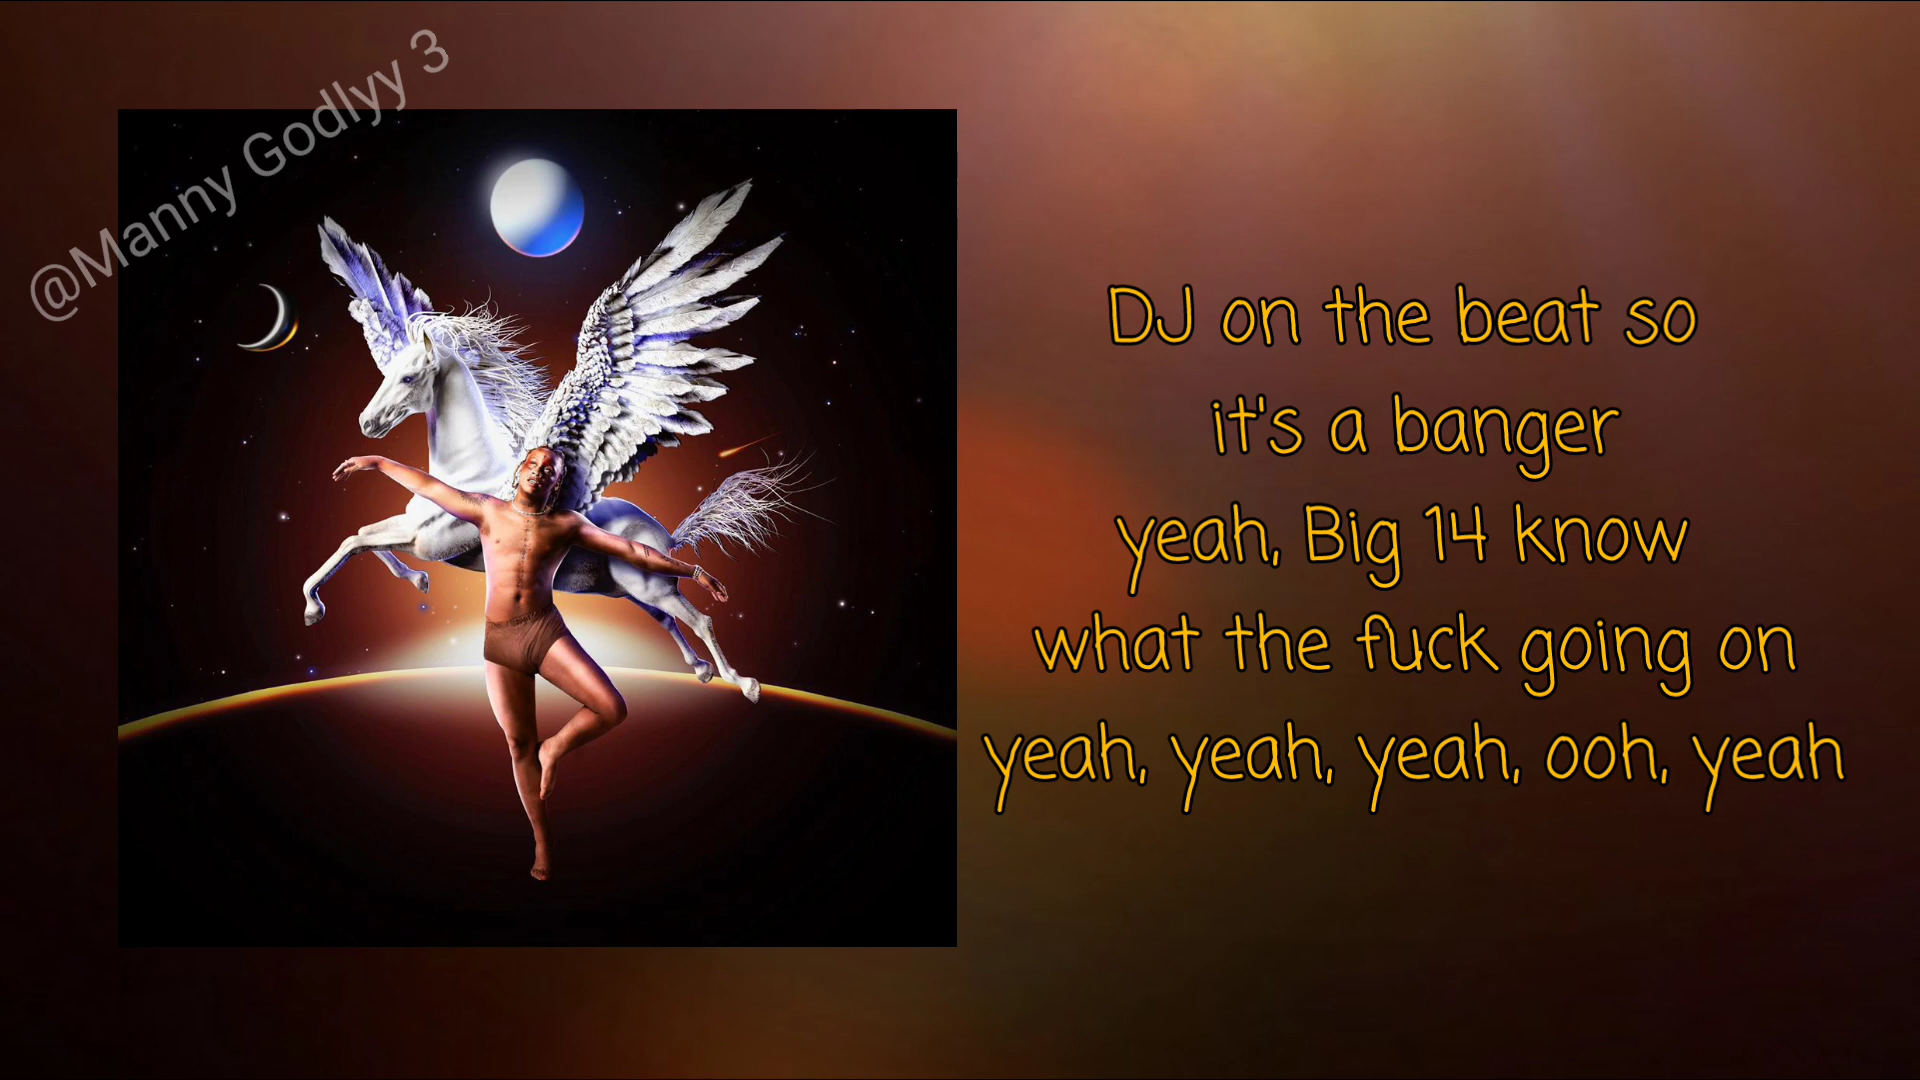 @Manny Godlyy 3
DJ on the beat so
it's a banger
yeah, Big 14 know
what the fuck going on
yeah, yeah, yeah, ooh, yeah